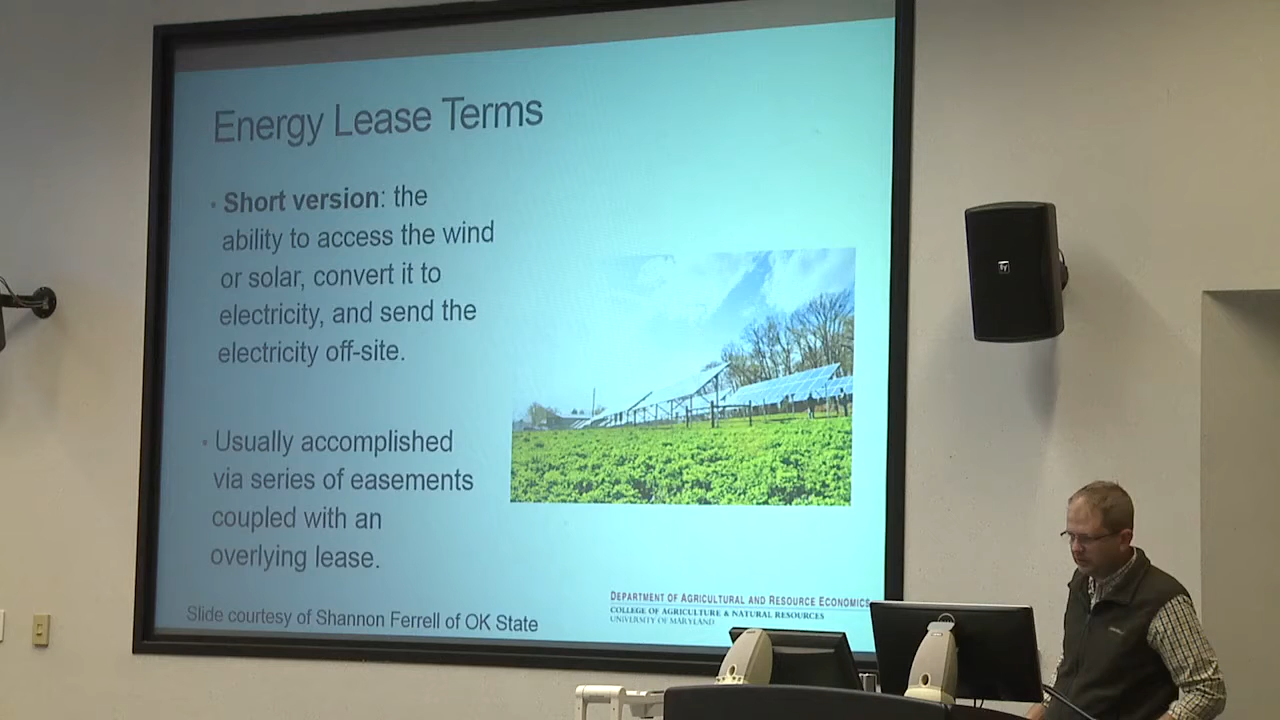 Energy Lease Terms
• Short version: the
ability to access the wind
or solar, convert it to
electricity, and send the
electricity off-site.
• Usually accomplished
via series of easements
coupled with an
overlying lease.
Slide courtesy of Shannon Ferrell of OK State
DEPARTMENT OF AGRICULTURAL AND RESOURCE ECONOMICS
COLLEGE OF AGRICULTURE & NATURAL RESOURCES
UNIVERSITY OF MARYLAND
EV